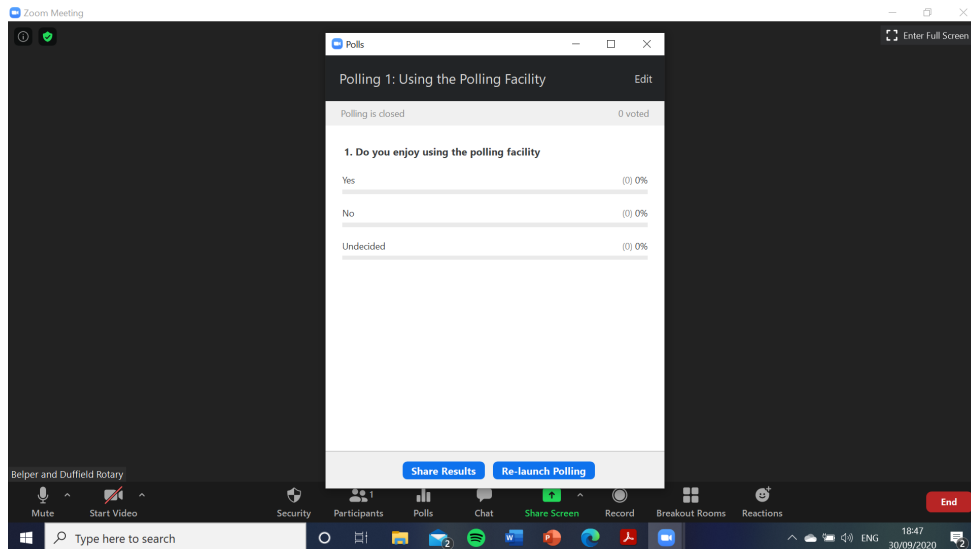 Zoom Meeting
Enter Full Screen
Polls
Polling 1: Using the Polling Facility Edit
Polling is closed 0 voted
1. Do you enjoy using the polling facility
Yes (0) 0%
No (0) 0%
Undecided (0) 0%
Share Results Re-launch Polling
Belper and Duffield Rotary
1
Mute Start Video Security Participants Polls Chat Share Screen Record Breakout Rooms Reactions End
Type here to search 2 ENG 18:47
30/09/2020 2